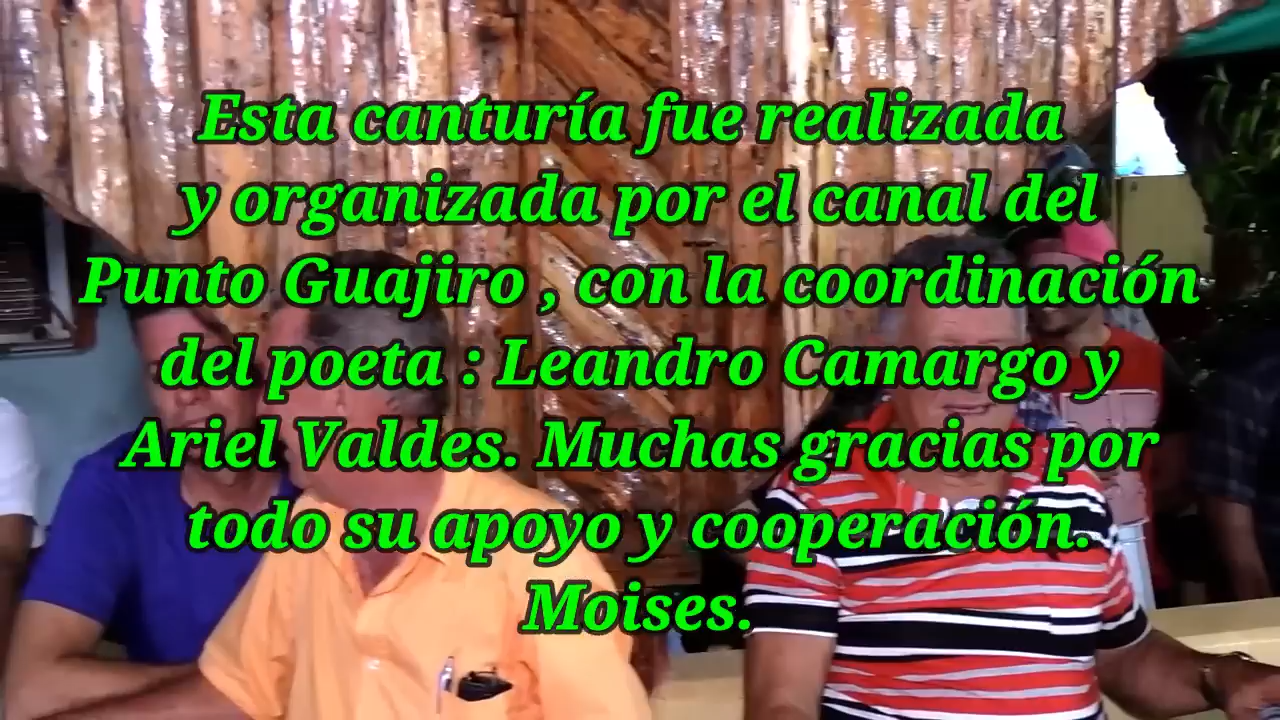 Esta canturía fue realizada
y organizada por el canal del
Punto Guajiro , con la coordinación
del poeta : Leandro Camargo y
Ariel Valdes. Muchas gracias por
todo su apoyo y cooperación.
Moises.